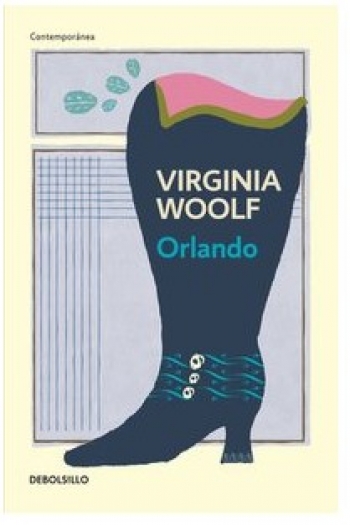 Contemporánea
VIRGINIA
WOOLF
Orlando
DEBOLSILLO